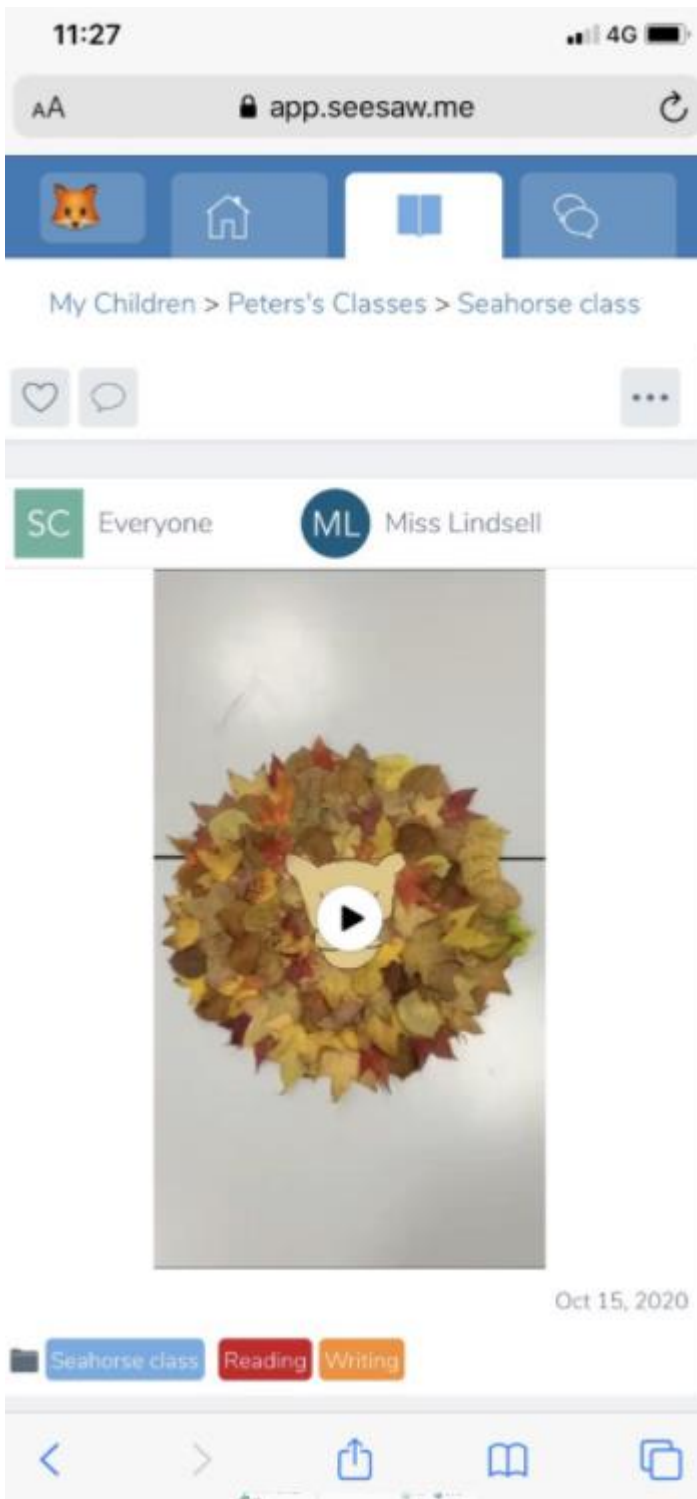 11:27 4G
AA app.seesaw.me
My Children > Peters's Classes > Seahorse class
SC Everyone ML Miss Lindsell
Oct 15, 2020
Seahorse class Reading Writing